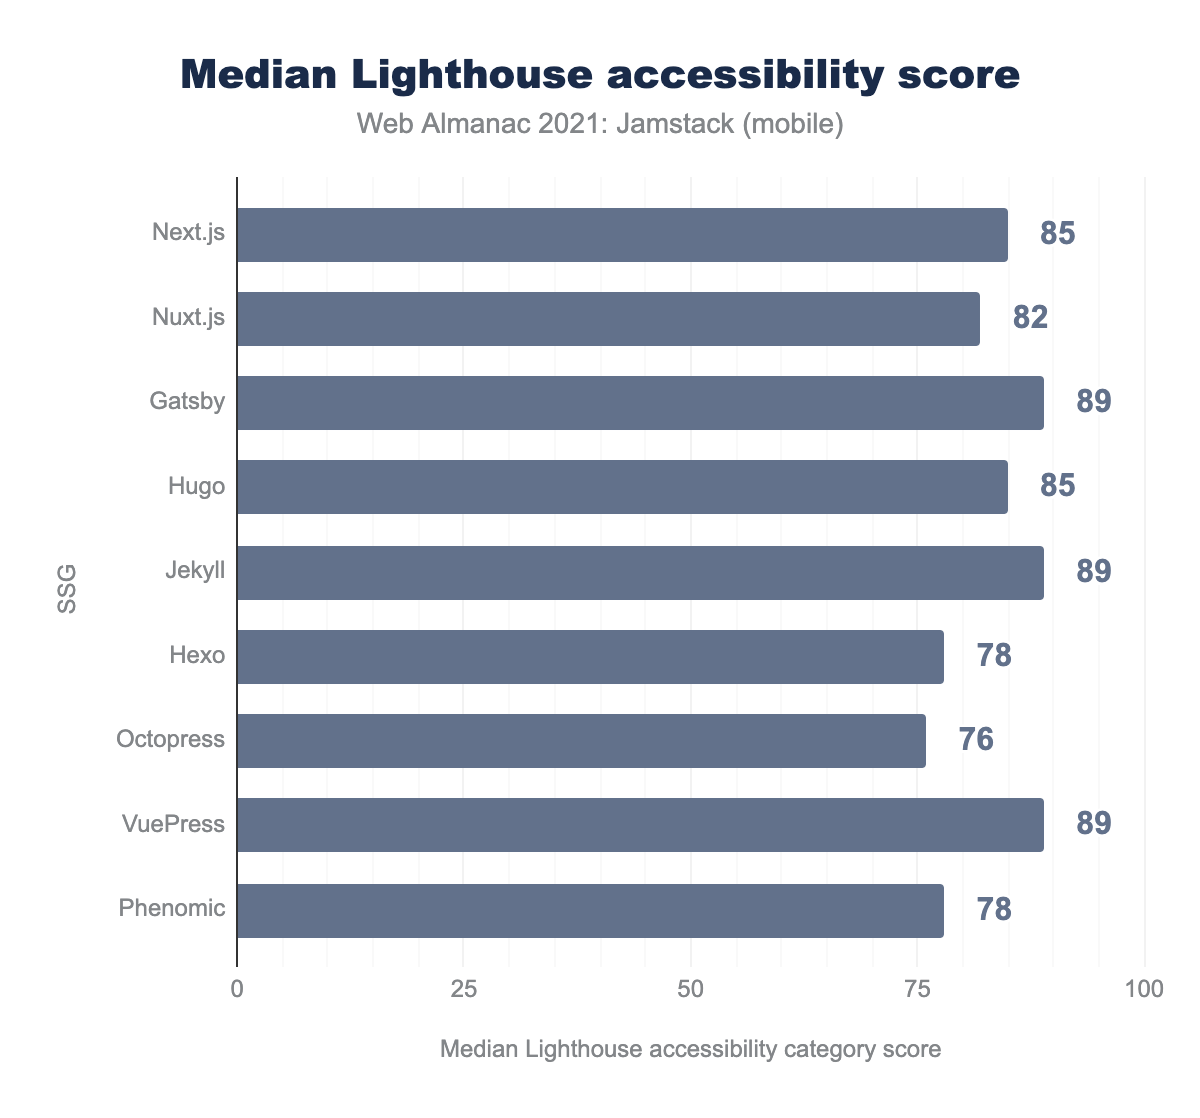 Median Lighthouse accessibility score
Web Almanac 2021: Jamstack (mobile)
SSG
Next.js 85
Nuxt.js 82
Gatsby 89
Hugo 85
Jekyll 89
Hexo 78
Octopress 76
VuePress 89
Phenomic 78
0 25 50 75 100
Median Lighthouse accessibility category score